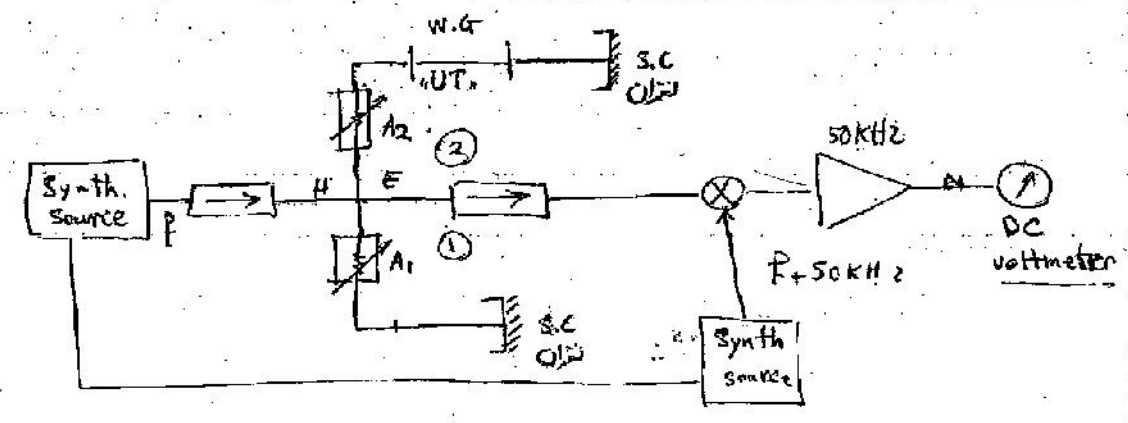 W.G
"UT"
S.C
A2
2
50KHz
Synth.
source
H
E
f
1
A1
DC
voltmeter
f+50KHz
S.C
Synth
source